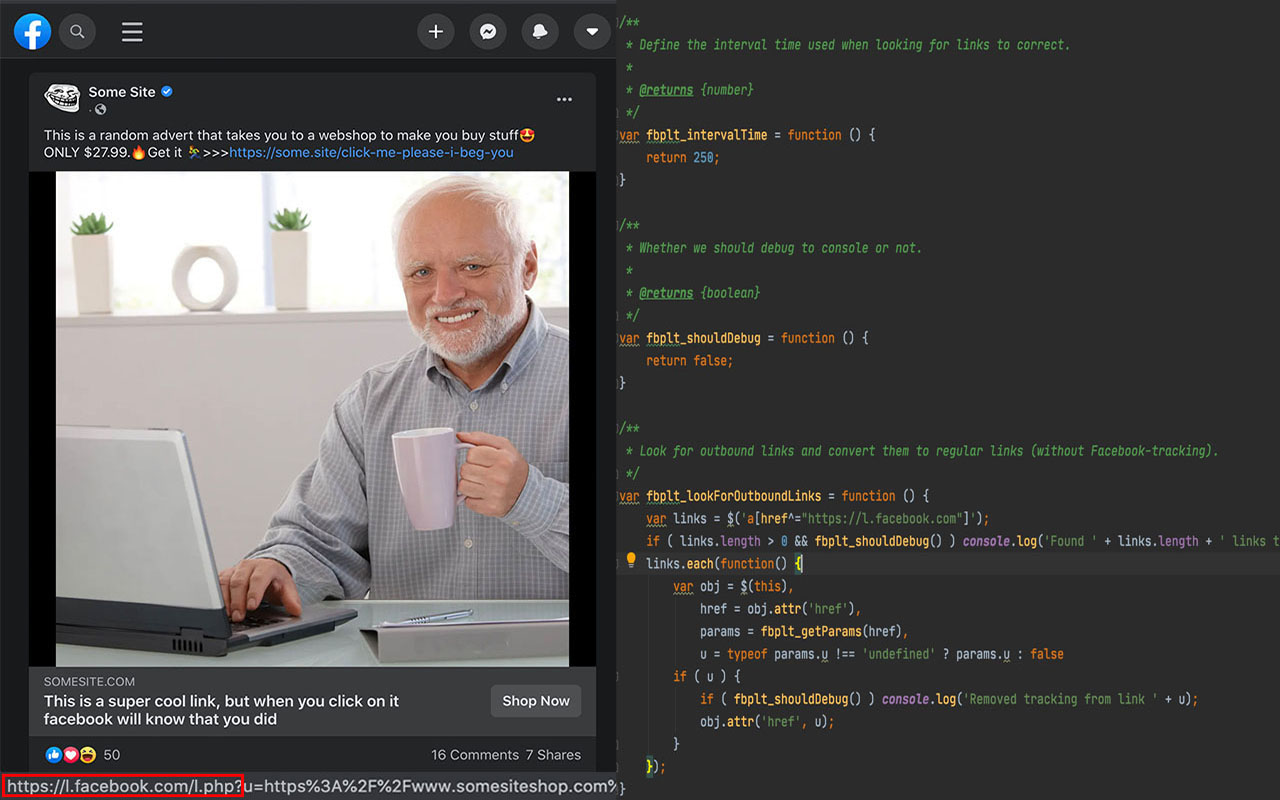 Some Site
This is a random advert that takes you to a webshop to make you buy stuff🤩
ONLY $27.99.🔥Get it 🏃>>>https://some.site/click-me-please-i-beg-you
SOMESITE.COM
This is a super cool link, but when you click on it
facebook will know that you did
Shop Now
50
16 Comments 7 Shares
https://l.facebook.com/l.php?u=https%3A%2F%2Fwww.somesiteshop.com%
/**
 * Define the interval time used when looking for links to correct.
 *
 * @returns {number}
 */
var fbplt_intervalTime = function () {
    return 250;
}
/**
 * Whether we should debug to console or not.
 *
 * @returns {boolean}
 */
var fbplt_shouldDebug = function () {
    return false;
}
/**
 * Look for outbound links and convert them to regular links (without Facebook-tracking).
 */
var fbplt_lookForOutboundLinks = function () {
    var links = $('a[href^="https://l.facebook.com"]');
    if ( links.length > 0 && fbplt_shouldDebug() ) console.log('Found ' + links.length + ' links t
    links.each(function() {
        var obj = $(this),
            href = obj.attr('href'),
            params = fbplt_getParams(href),
            u = typeof params.u !== 'undefined' ? params.u : false
        if ( u ) {
            if ( fbplt_shouldDebug() ) console.log('Removed tracking from link ' + u);
            obj.attr('href', u);
        }
    });
}